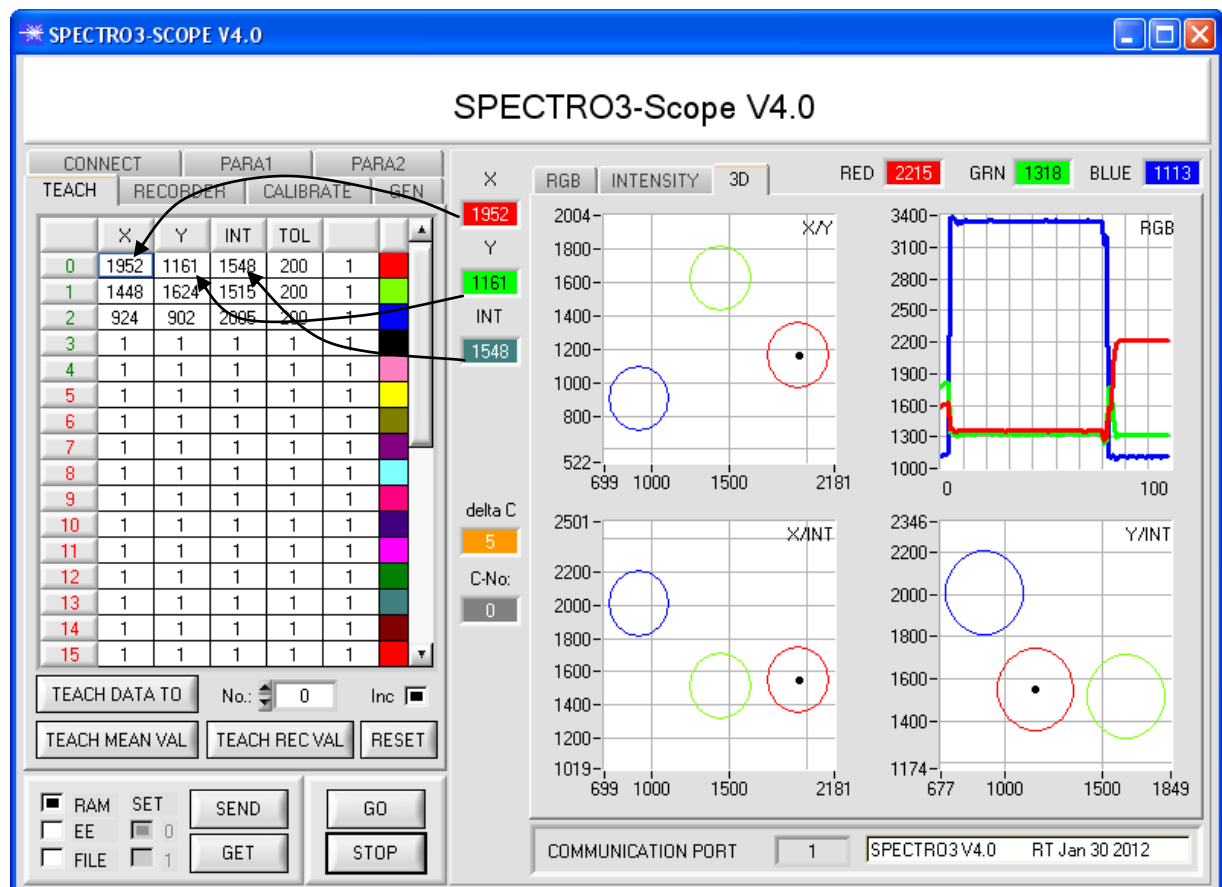 SPECTRO3-SCOPE V4.0
SPECTRO3-Scope V4.0
CONNECT PARA1 PARA2
TEACH RECORDER CALIBRATE GEN
X Y INT TOL
0 1952 1161 1548 200 1
1 1448 1624 1515 200 1
2 924 902 2005 200 1
3 1 1 1 1 1
4 1 1 1 1 1
5 1 1 1 1 1
6 1 1 1 1 1
7 1 1 1 1 1
8 1 1 1 1 1
9 1 1 1 1 1
10 1 1 1 1 1
11 1 1 1 1 1
12 1 1 1 1 1
13 1 1 1 1 1
14 1 1 1 1 1
15 1 1 1 1 1
TEACH DATA TO No.: 0 Inc
TEACH MEAN VAL TEACH REC VAL RESET
RAM SET SEND GO
EE 0
FILE 1 GET STOP
X
1952
Y
1161
INT
1548
delta C
5
C-No:
0
RGB INTENSITY 3D
RED 2215 GRN 1318 BLUE 1113
X/Y
2004
1800
1600
1400
1200
1000
800
522
699 1000 1500 2181
RGB
3400
3100
2800
2500
2200
1900
1600
1300
1000
0 100
X/INT
2501
2200
2000
1800
1600
1400
1200
1019
699 1000 1500 2181
Y/INT
2346
2200
2000
1800
1600
1400
1174
677 1000 1500 1849
COMMUNICATION PORT 1 SPECTRO3 V4.0 RT Jan 30 2012